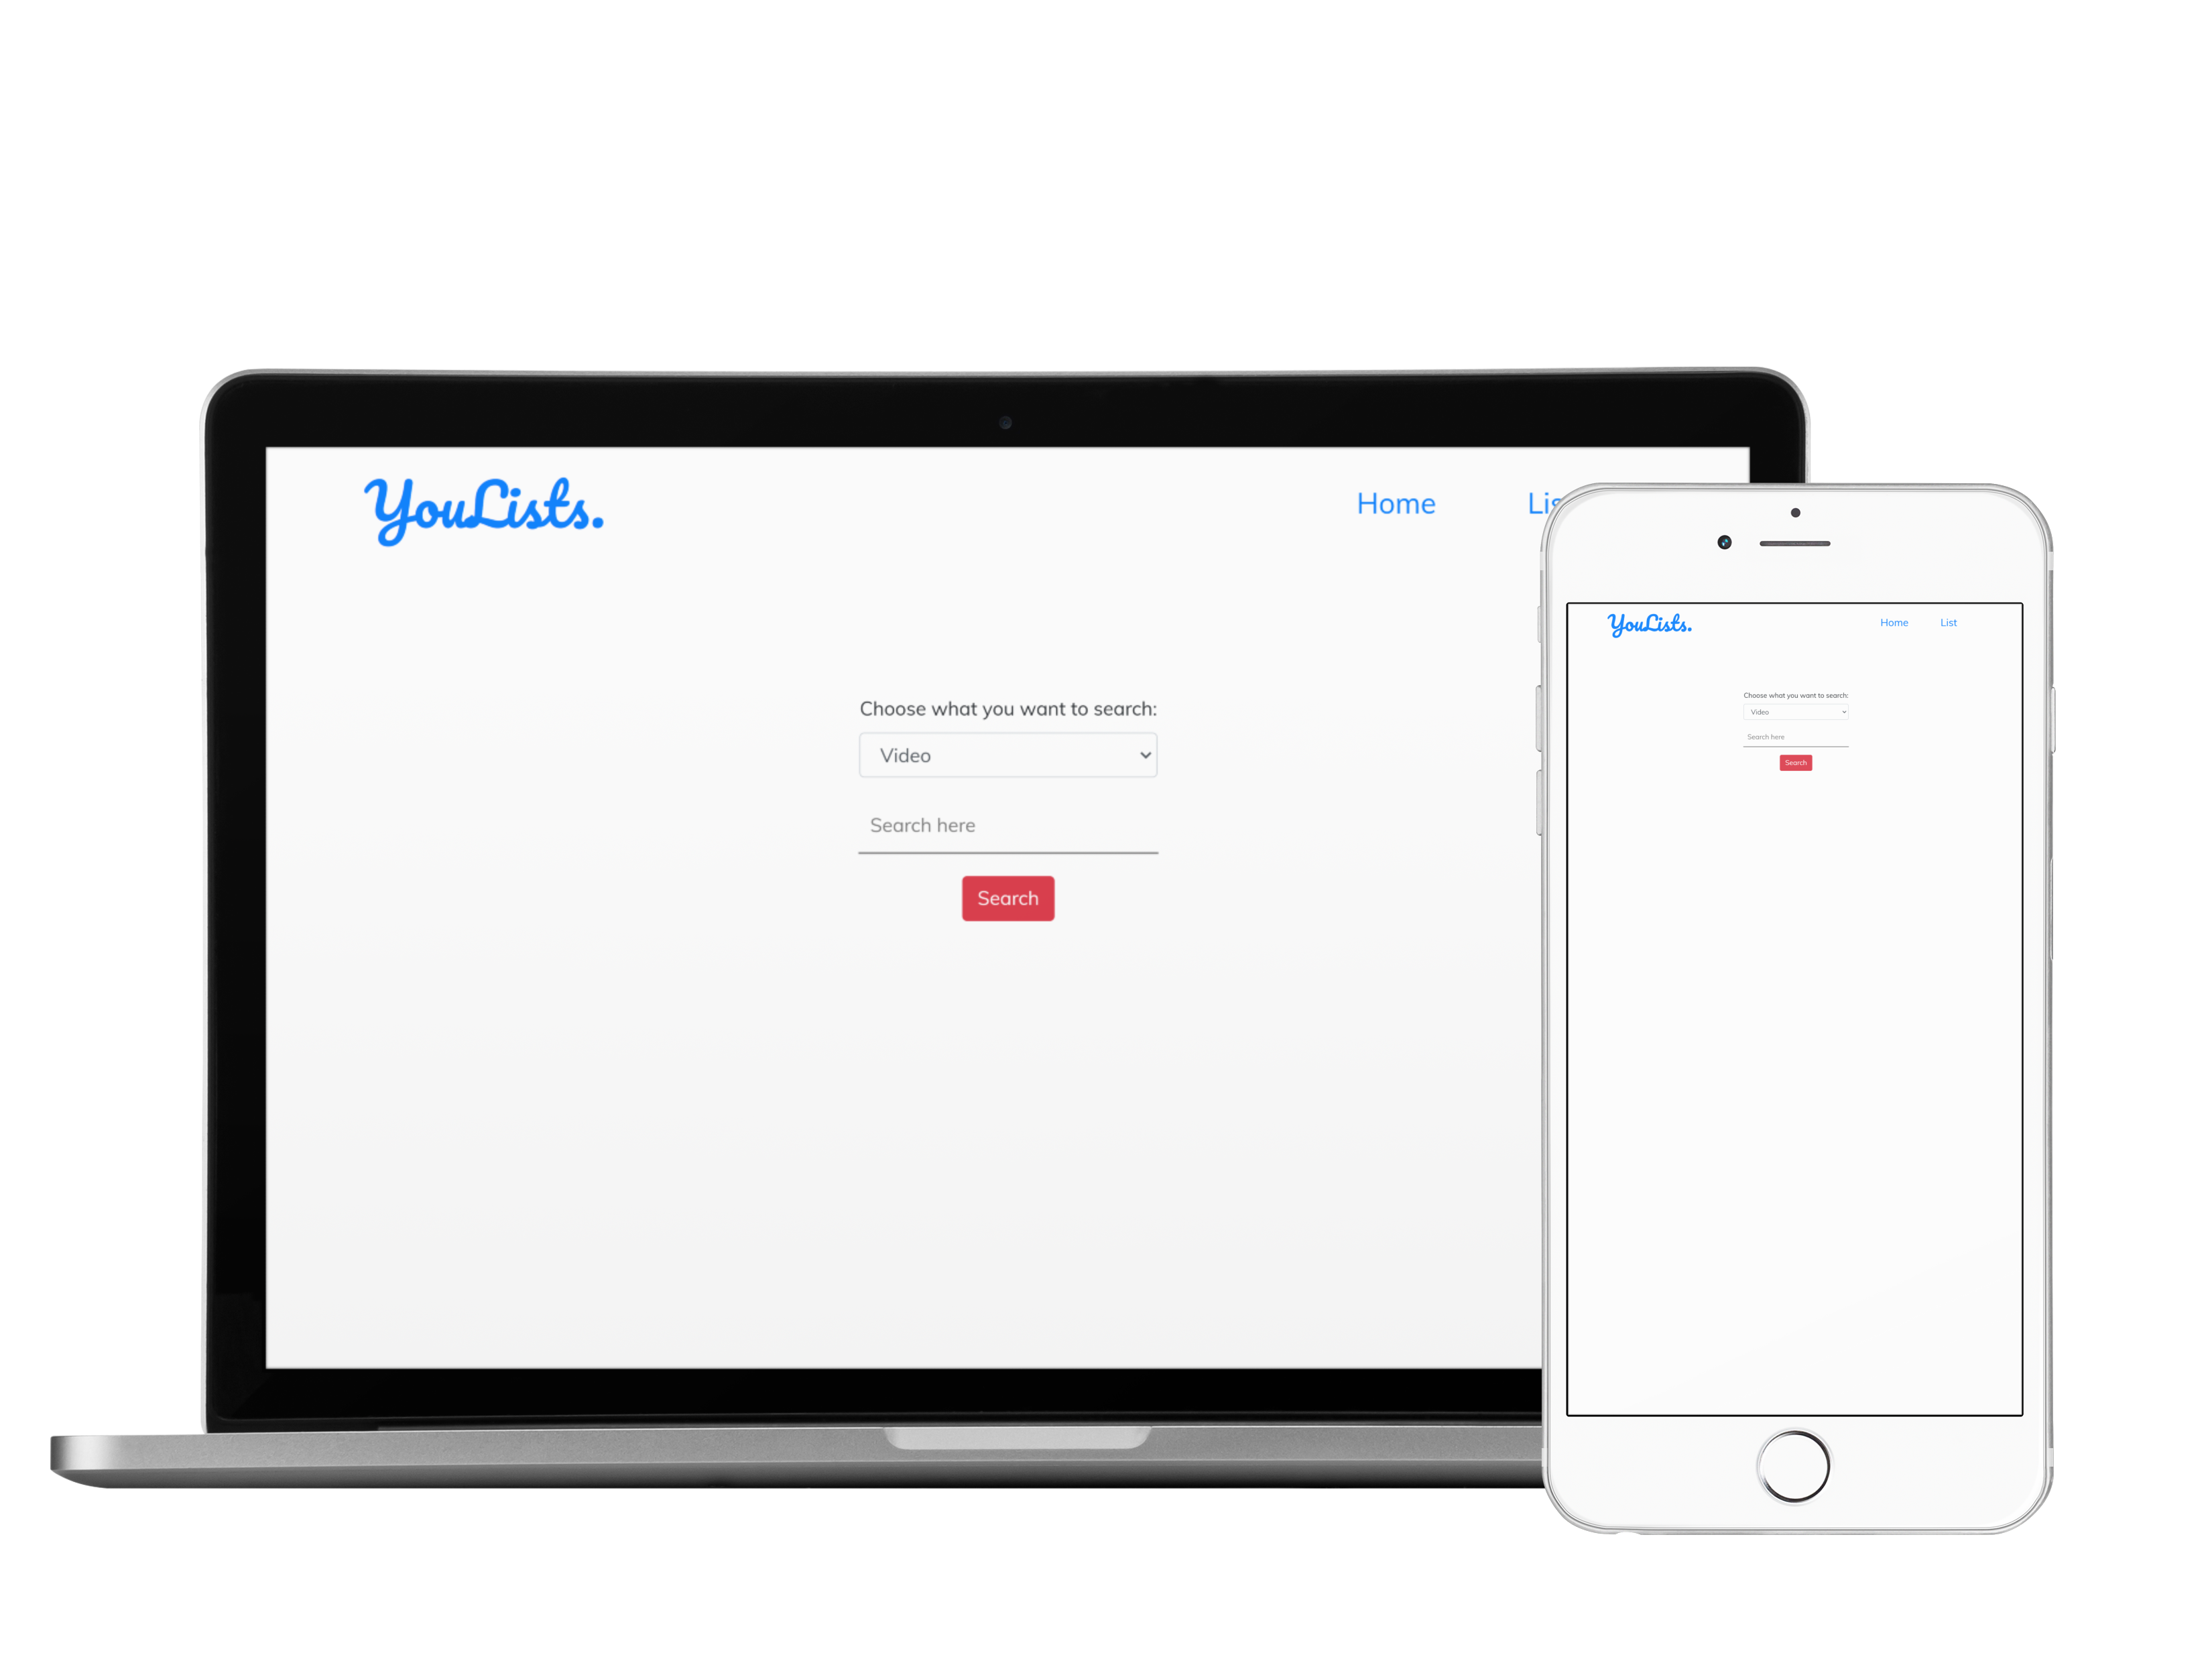 YouLists.
Home Lis
Choose what you want to search:
Video
Search here
Search
YouLists.
Home List
Choose what you want to search:
Video
Search here
Search